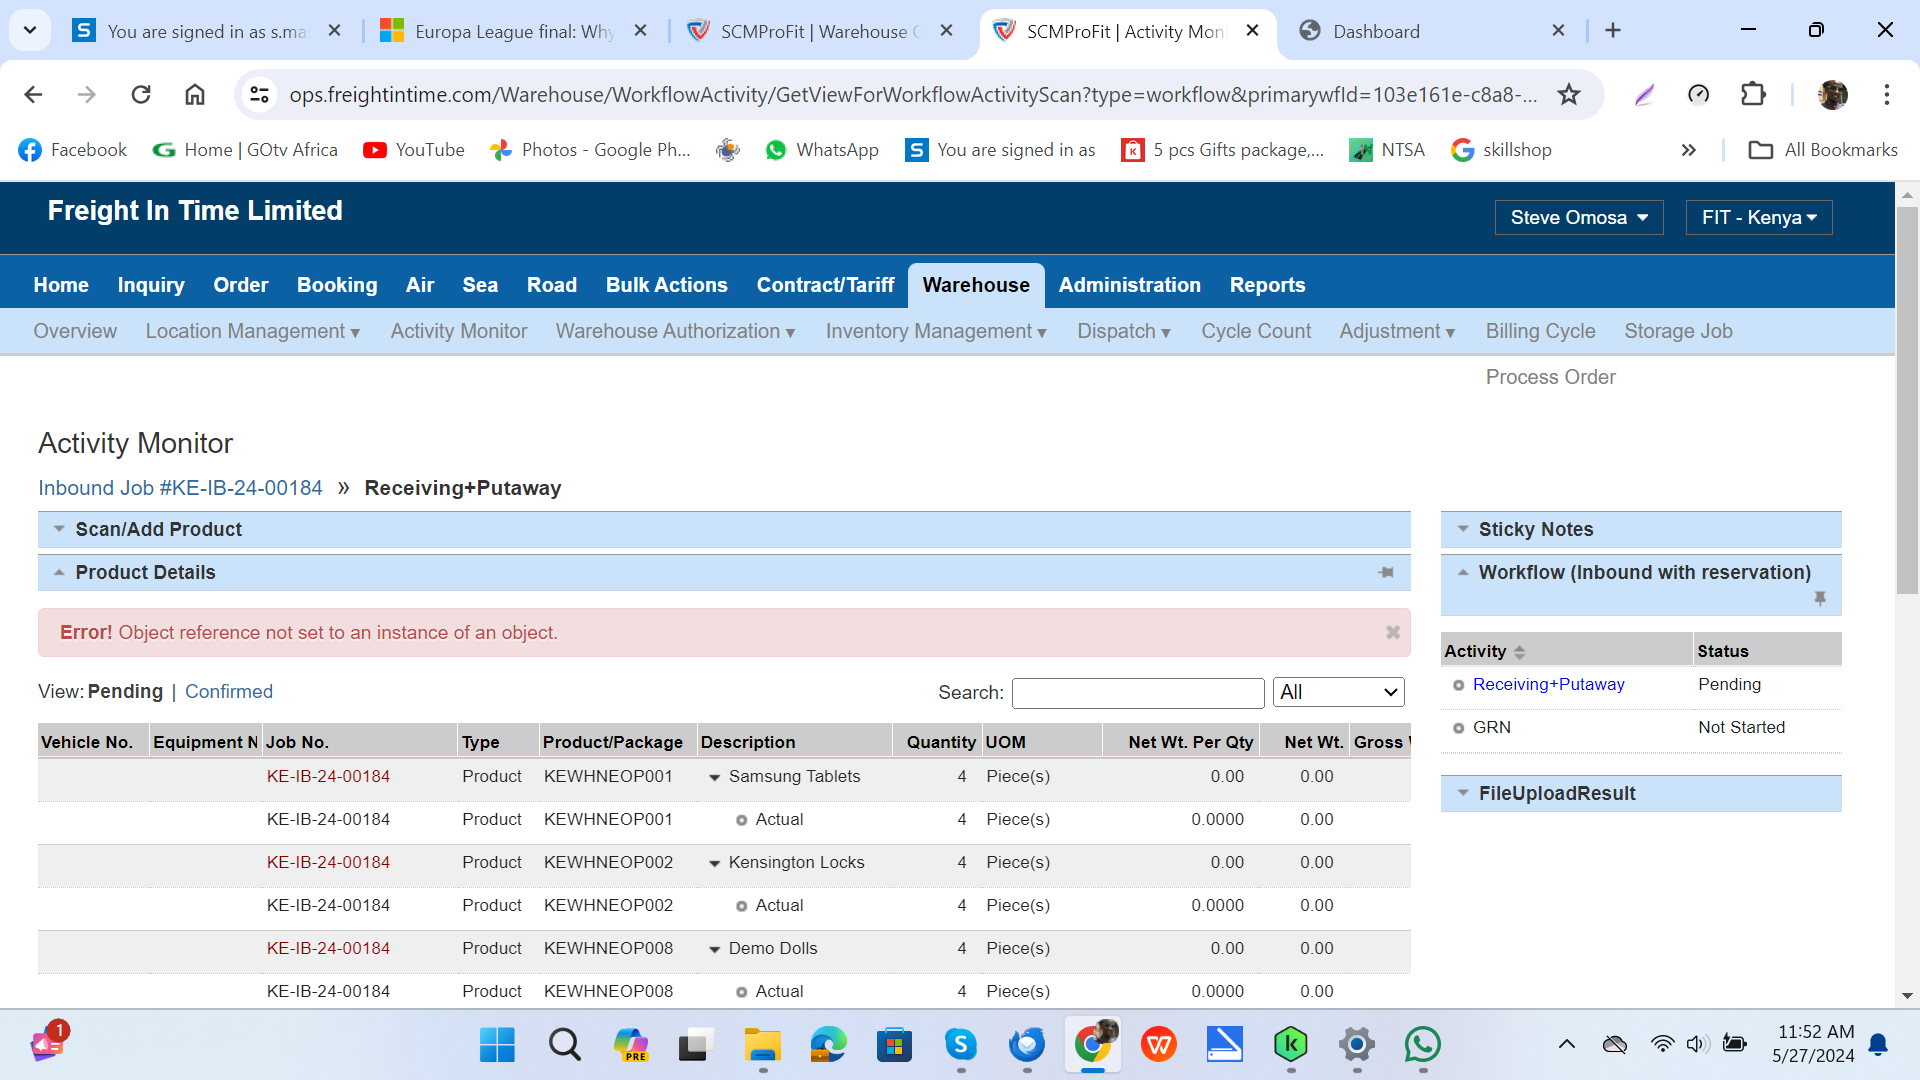 You are signed in as s.ma
Europa League final: Why
SCMProFit | Warehouse
SCMProFit | Activity Moni
Dashboard
ops.freightintime.com/Warehouse/WorkflowActivity/GetViewForWorkflowActivityScan?type=workflow&primarywfId=103e161e-c8a8-...
Facebook
Home | GOtv Africa
YouTube
Photos - Google Ph...
WhatsApp
You are signed in as
5 pcs Gifts package,...
NTSA
skillshop
All Bookmarks
Freight In Time Limited
Steve Omosa
FIT - Kenya
Home Inquiry Order Booking Air Sea Road Bulk Actions Contract/Tariff Warehouse Administration Reports
Overview Location Management Activity Monitor Warehouse Authorization Inventory Management Dispatch Cycle Count Adjustment Billing Cycle Storage Job
Process Order
Activity Monitor
Inbound Job #KE-IB-24-00184 » Receiving+Putaway
Scan/Add Product
Product Details
Error! Object reference not set to an instance of an object.
View: Pending | Confirmed
Search:
All
Vehicle No. Equipment N Job No. Type Product/Package Description Quantity UOM Net Wt. Per Qty Net Wt. Gross
KE-IB-24-00184 Product KEWHNEOP001 Samsung Tablets 4 Piece(s) 0.00 0.00
KE-IB-24-00184 Product KEWHNEOP001 Actual 4 Piece(s) 0.0000 0.00
KE-IB-24-00184 Product KEWHNEOP002 Kensington Locks 4 Piece(s) 0.00 0.00
KE-IB-24-00184 Product KEWHNEOP002 Actual 4 Piece(s) 0.0000 0.00
KE-IB-24-00184 Product KEWHNEOP008 Demo Dolls 4 Piece(s) 0.00 0.00
KE-IB-24-00184 Product KEWHNEOP008 Actual 4 Piece(s) 0.0000 0.00
Sticky Notes
Workflow (Inbound with reservation)
Activity Status
Receiving+Putaway Pending
GRN Not Started
FileUploadResult
1
PRE
11:52 AM
5/27/2024